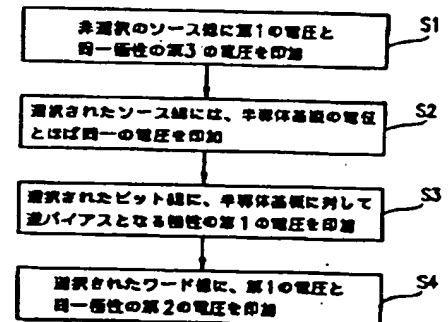 非選択のソース線に第1の電圧と
同一極性の第3の電圧を印加
S1
選択されたソース線には、半導体基板の電位
とほぼ同一の電圧を印加
S2
選択されたビット線に、半導体基板に対して
逆バイアスとなる極性の第1の電圧を印加
S3
選択されたワード線に、第1の電圧と
同一極性の第2の電圧を印加
S4